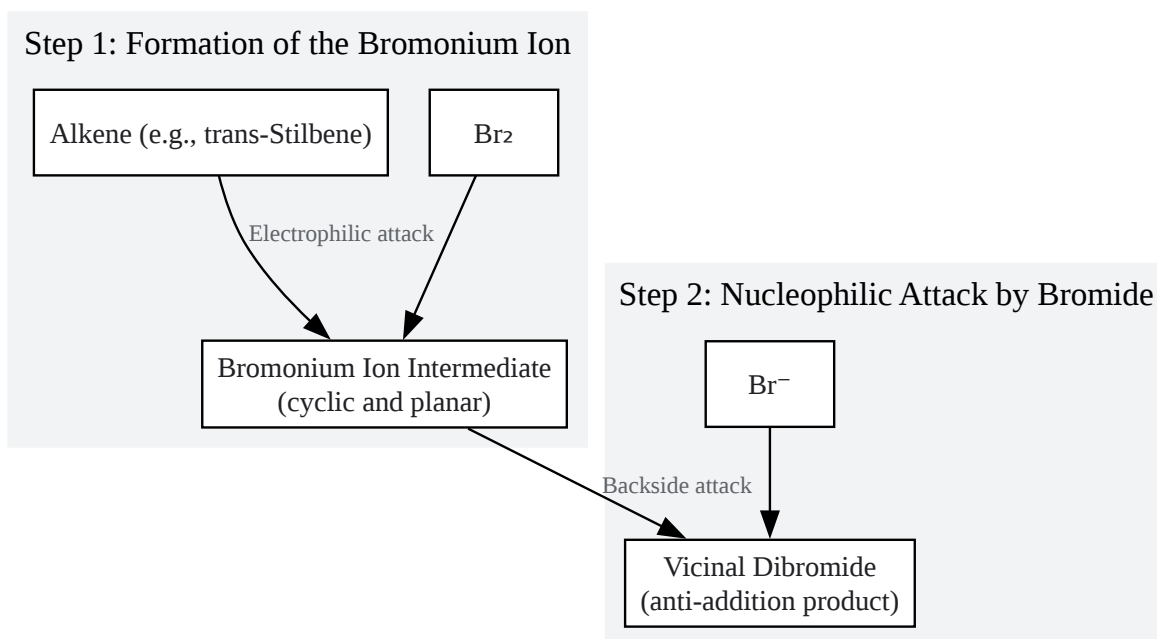 Step 1: Formation of the Bromonium Ion
Alkene (e.g., trans-Stilbene)
Br₂
Electrophilic attack
Bromonium Ion Intermediate
(cyclic and planar)
Step 2: Nucleophilic Attack by Bromide
Br⁻
Backside attack
Vicinal Dibromide
(anti-addition product)